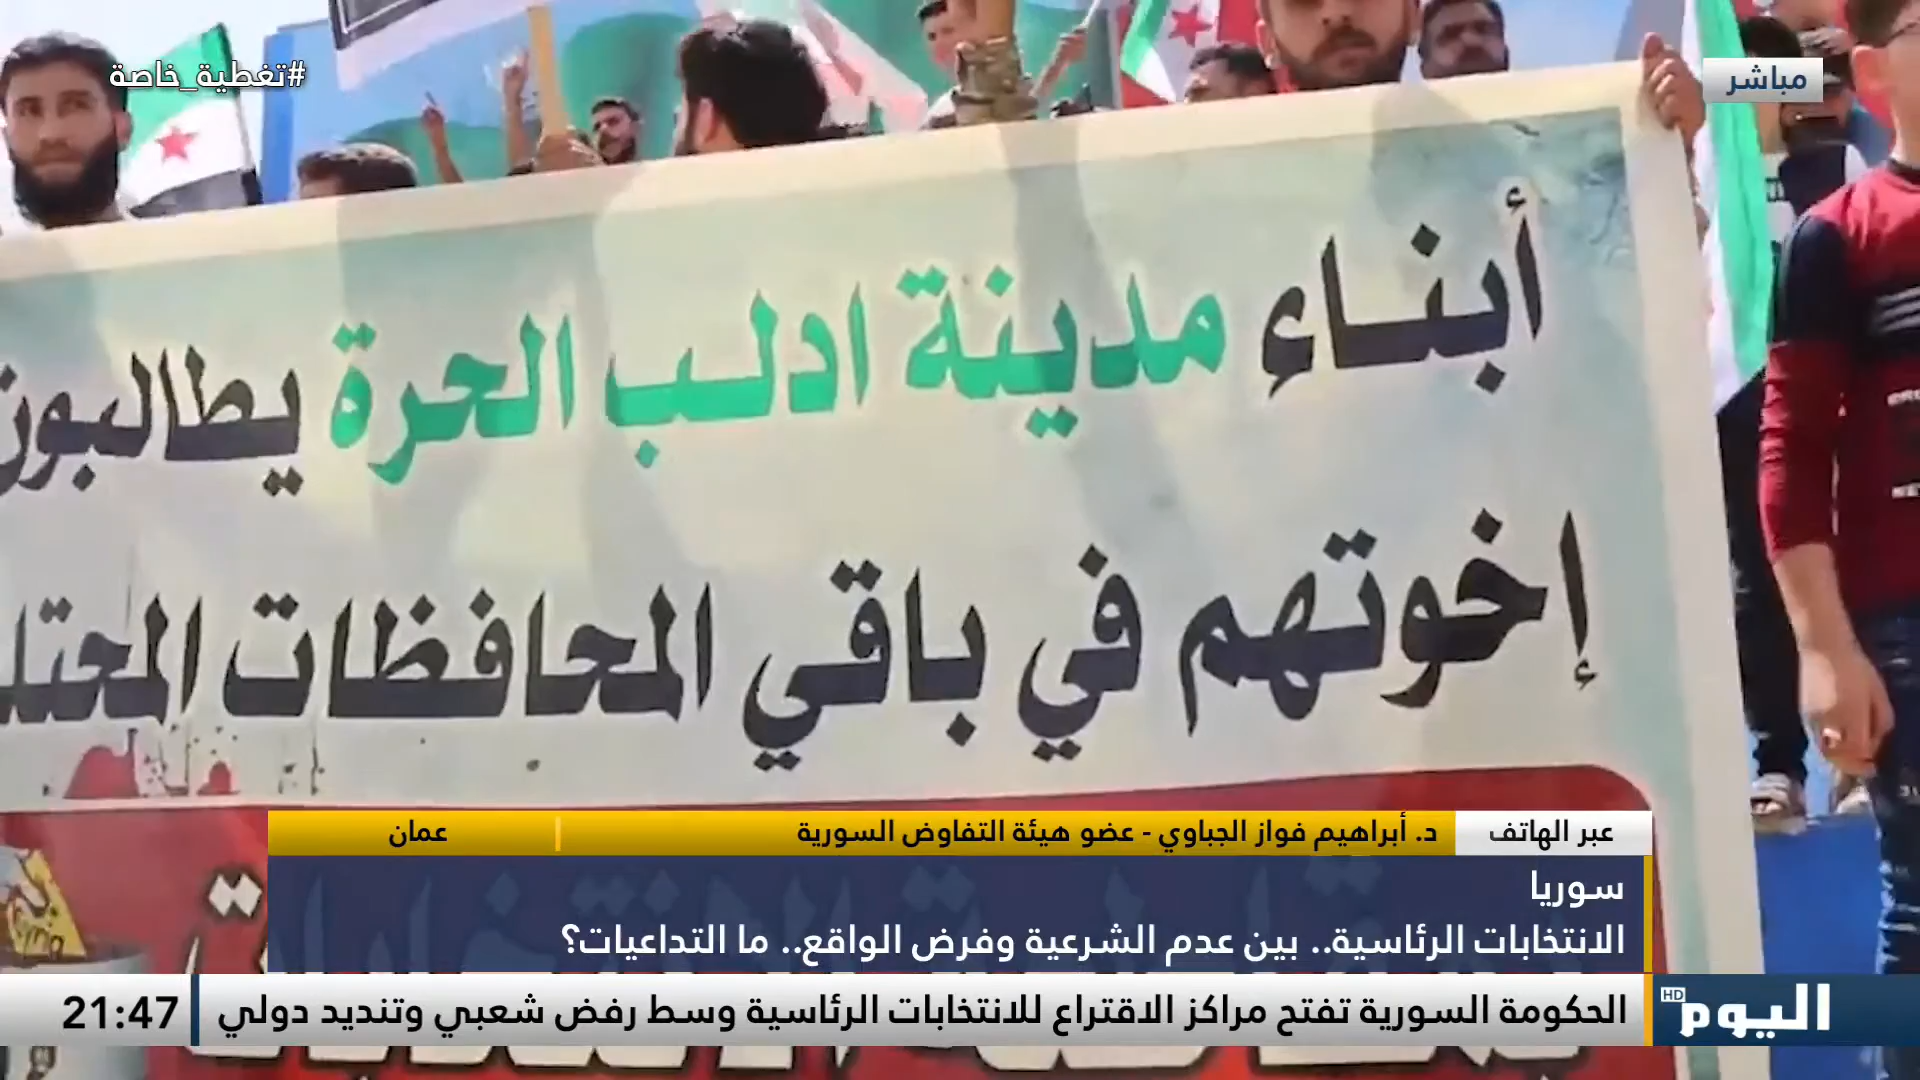 #تغطية_خاصة
مباشر
أبناء مدينة ادلب الحرة يطالبون
إخوتهم في باقي المحافظات
عبر الهاتف
د. أبراهيم فواز الجباوي - عضو هيئة التفاوض السورية
عمان
سوريا
الانتخابات الرئاسية.. بين عدم الشرعية وفرض الواقع.. ما التداعيات؟
الحكومة السورية تفتح مراكز الاقتراع للانتخابات الرئاسية وسط رفض شعبي وتنديد دولي
21:47
اليوم HD